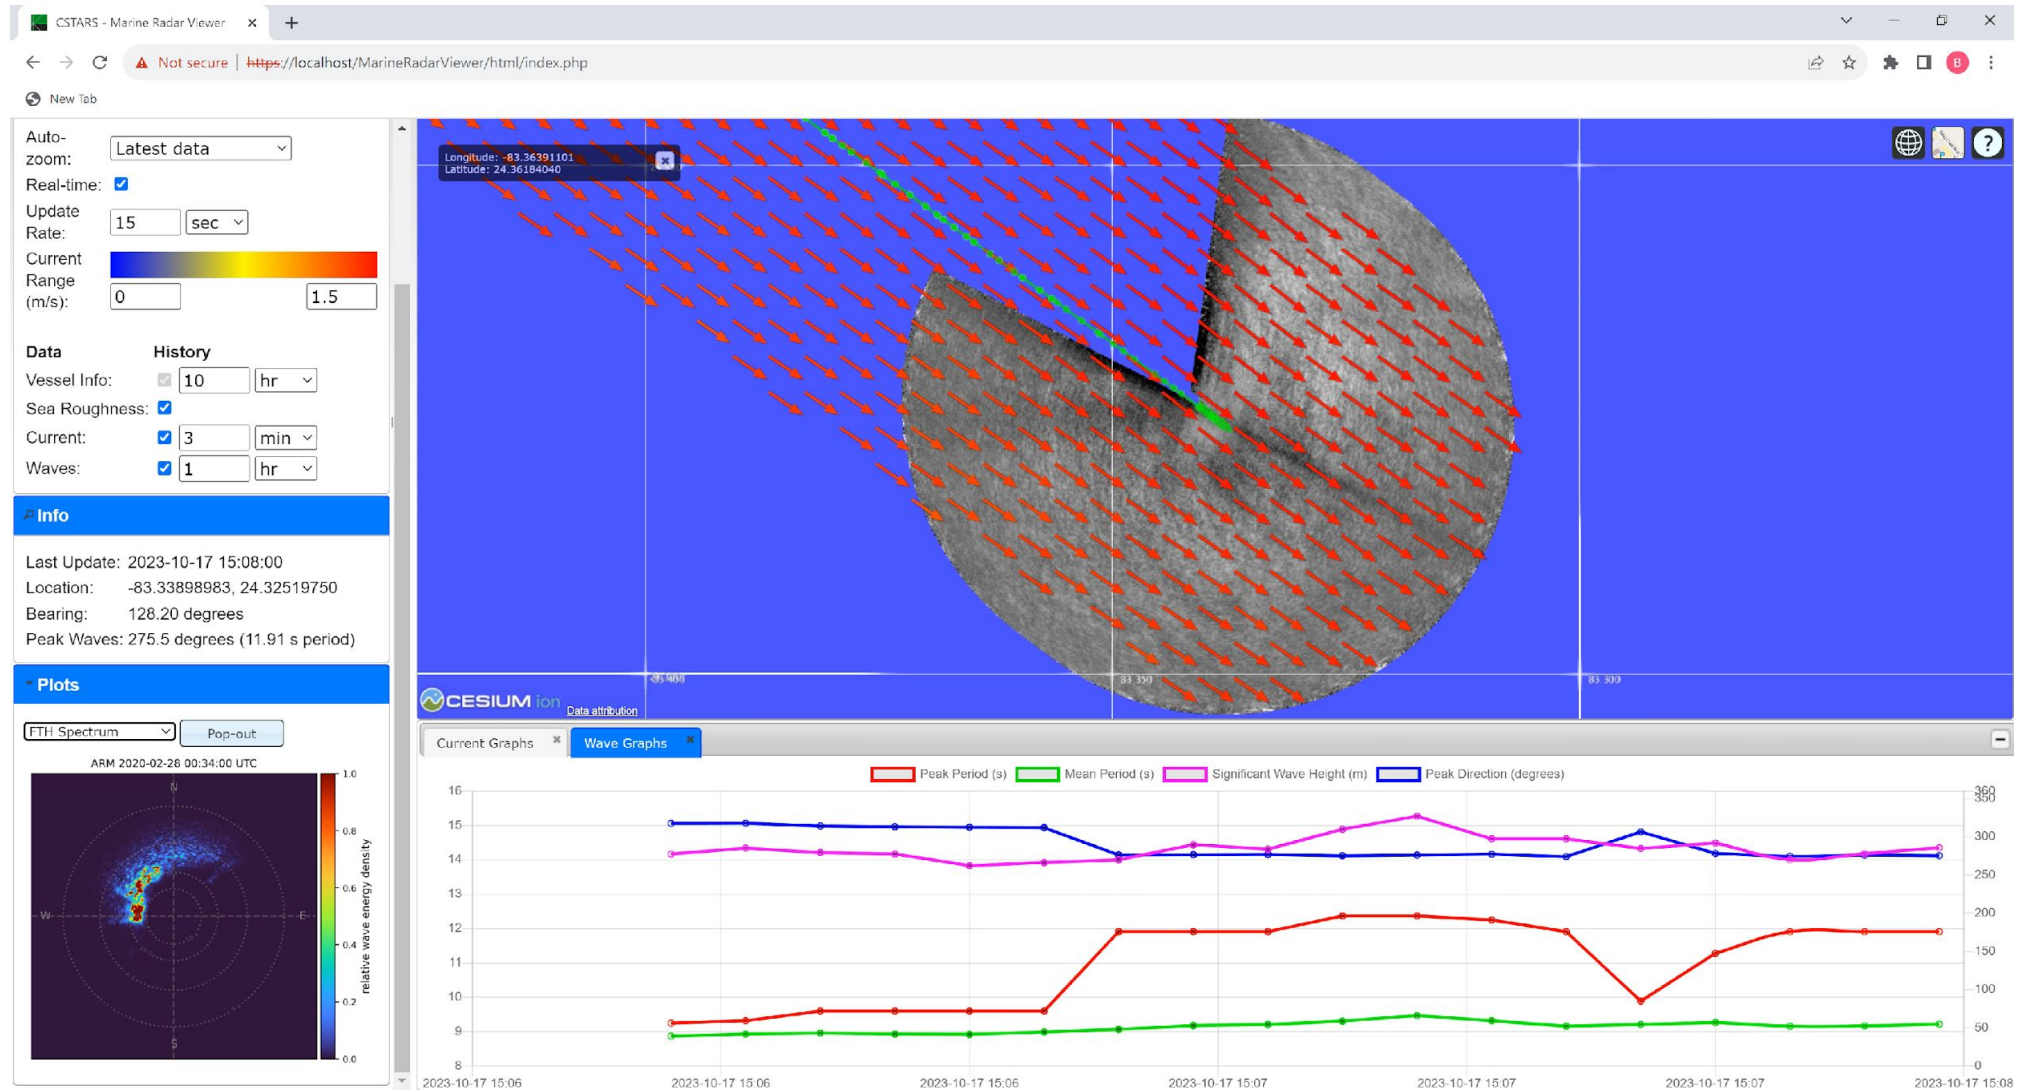 CSTARS - Marine Radar Viewer
Not secure | https://localhost/MarineRadarViewer/html/index.php
B
New Tab
Auto-
zoom:
Latest data
Real-time:
Update
Rate:
15
sec
Current
Range
(m/s):
0
1.5
Data History
Vessel Info: 10 hr
Sea Roughness:
Current: 3 min
Waves: 1 hr
Info
Last Update: 2023-10-17 15:08:00
Location: -83.33898983, 24.32519750
Bearing: 128.20 degrees
Peak Waves: 275.5 degrees (11.91 s period)
Plots
FTH Spectrum
Pop-out
ARM 2020-02-28 00:34:00 UTC
N
W
E
S
1.0
0.8
0.6
0.4
0.2
0.0
relative wave energy density
Longitude: -83.36391101
Latitude: 24.36184040
?
83 350
83 300
CESIUM ion
Data attribution
Current Graphs
Wave Graphs
Peak Period (s) Mean Period (s) Significant Wave Height (m) Peak Direction (degrees)
16
15
14
13
12
11
10
9
8
360
350
300
250
200
150
100
50
0
2023-10-17 15:06 2023-10-17 15:06 2023-10-17 15:06 2023-10-17 15:07 2023-10-17 15:07 2023-10-17 15:07 2023-10-17 15:08